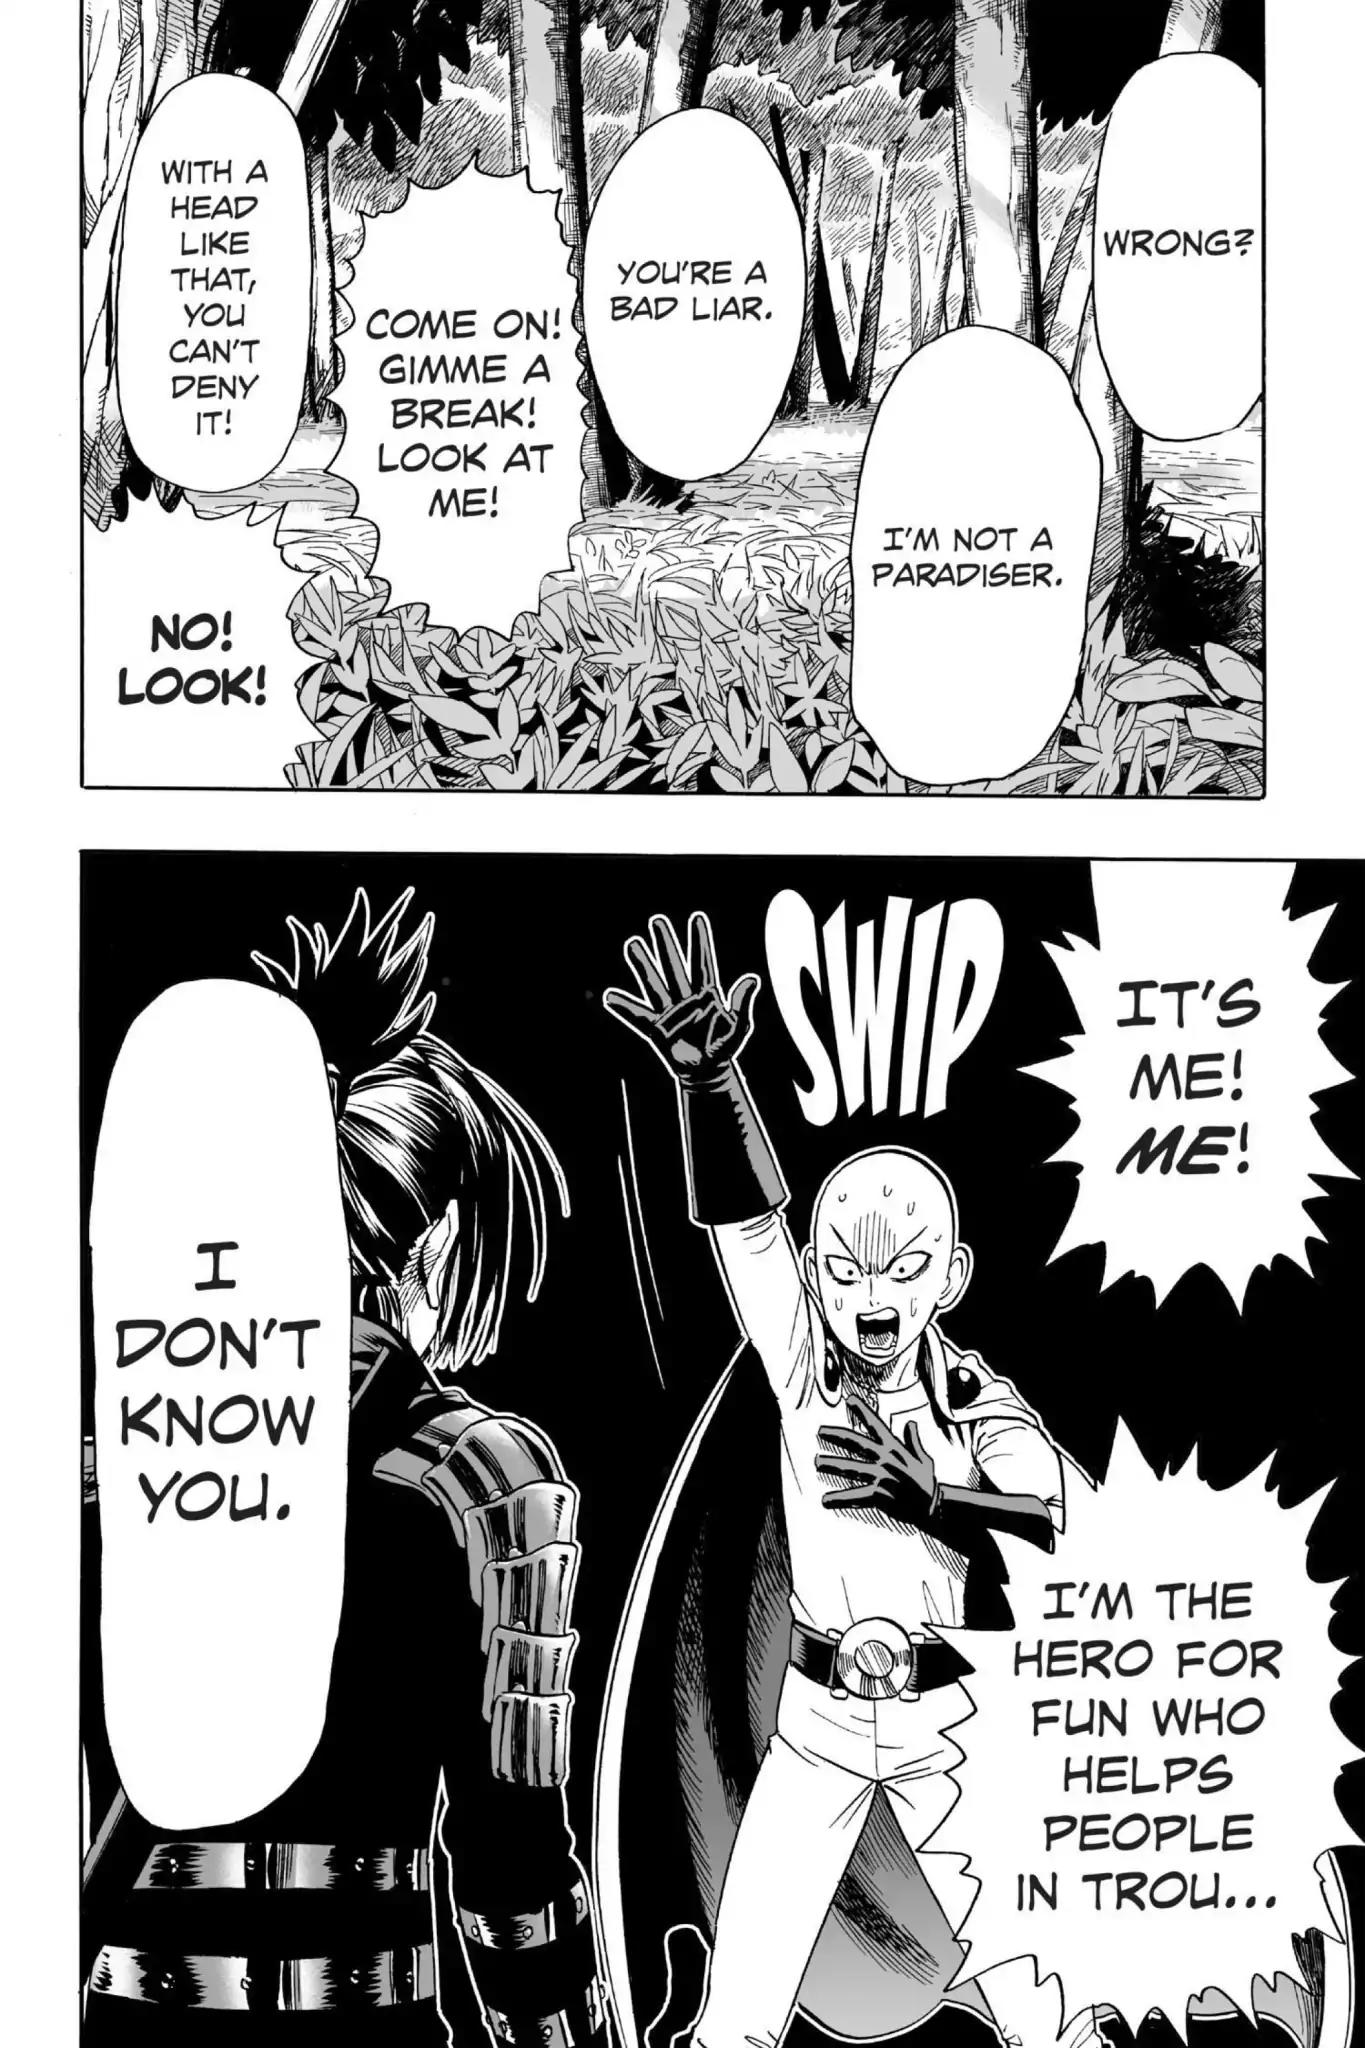 WRONG?
I'M NOT A
PARADISER.
YOU'RE A
BAD LIAR.
COME ON!
GIMME A
BREAK!
LOOK AT
ME!
WITH A
HEAD
LIKE
THAT,
YOU
CAN'T
DENY
IT!
NO!
LOOK!
IT'S
ME!
ME!
SWIP
I'M THE
HERO FOR
FUN WHO
HELPS
PEOPLE
IN TROU...
I
DON'T
KNOW
YOU.